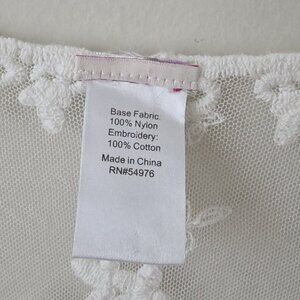 Base Fabric:
100% Nylon
Embroidery:
100% Cotton
Made in China
RN#54976